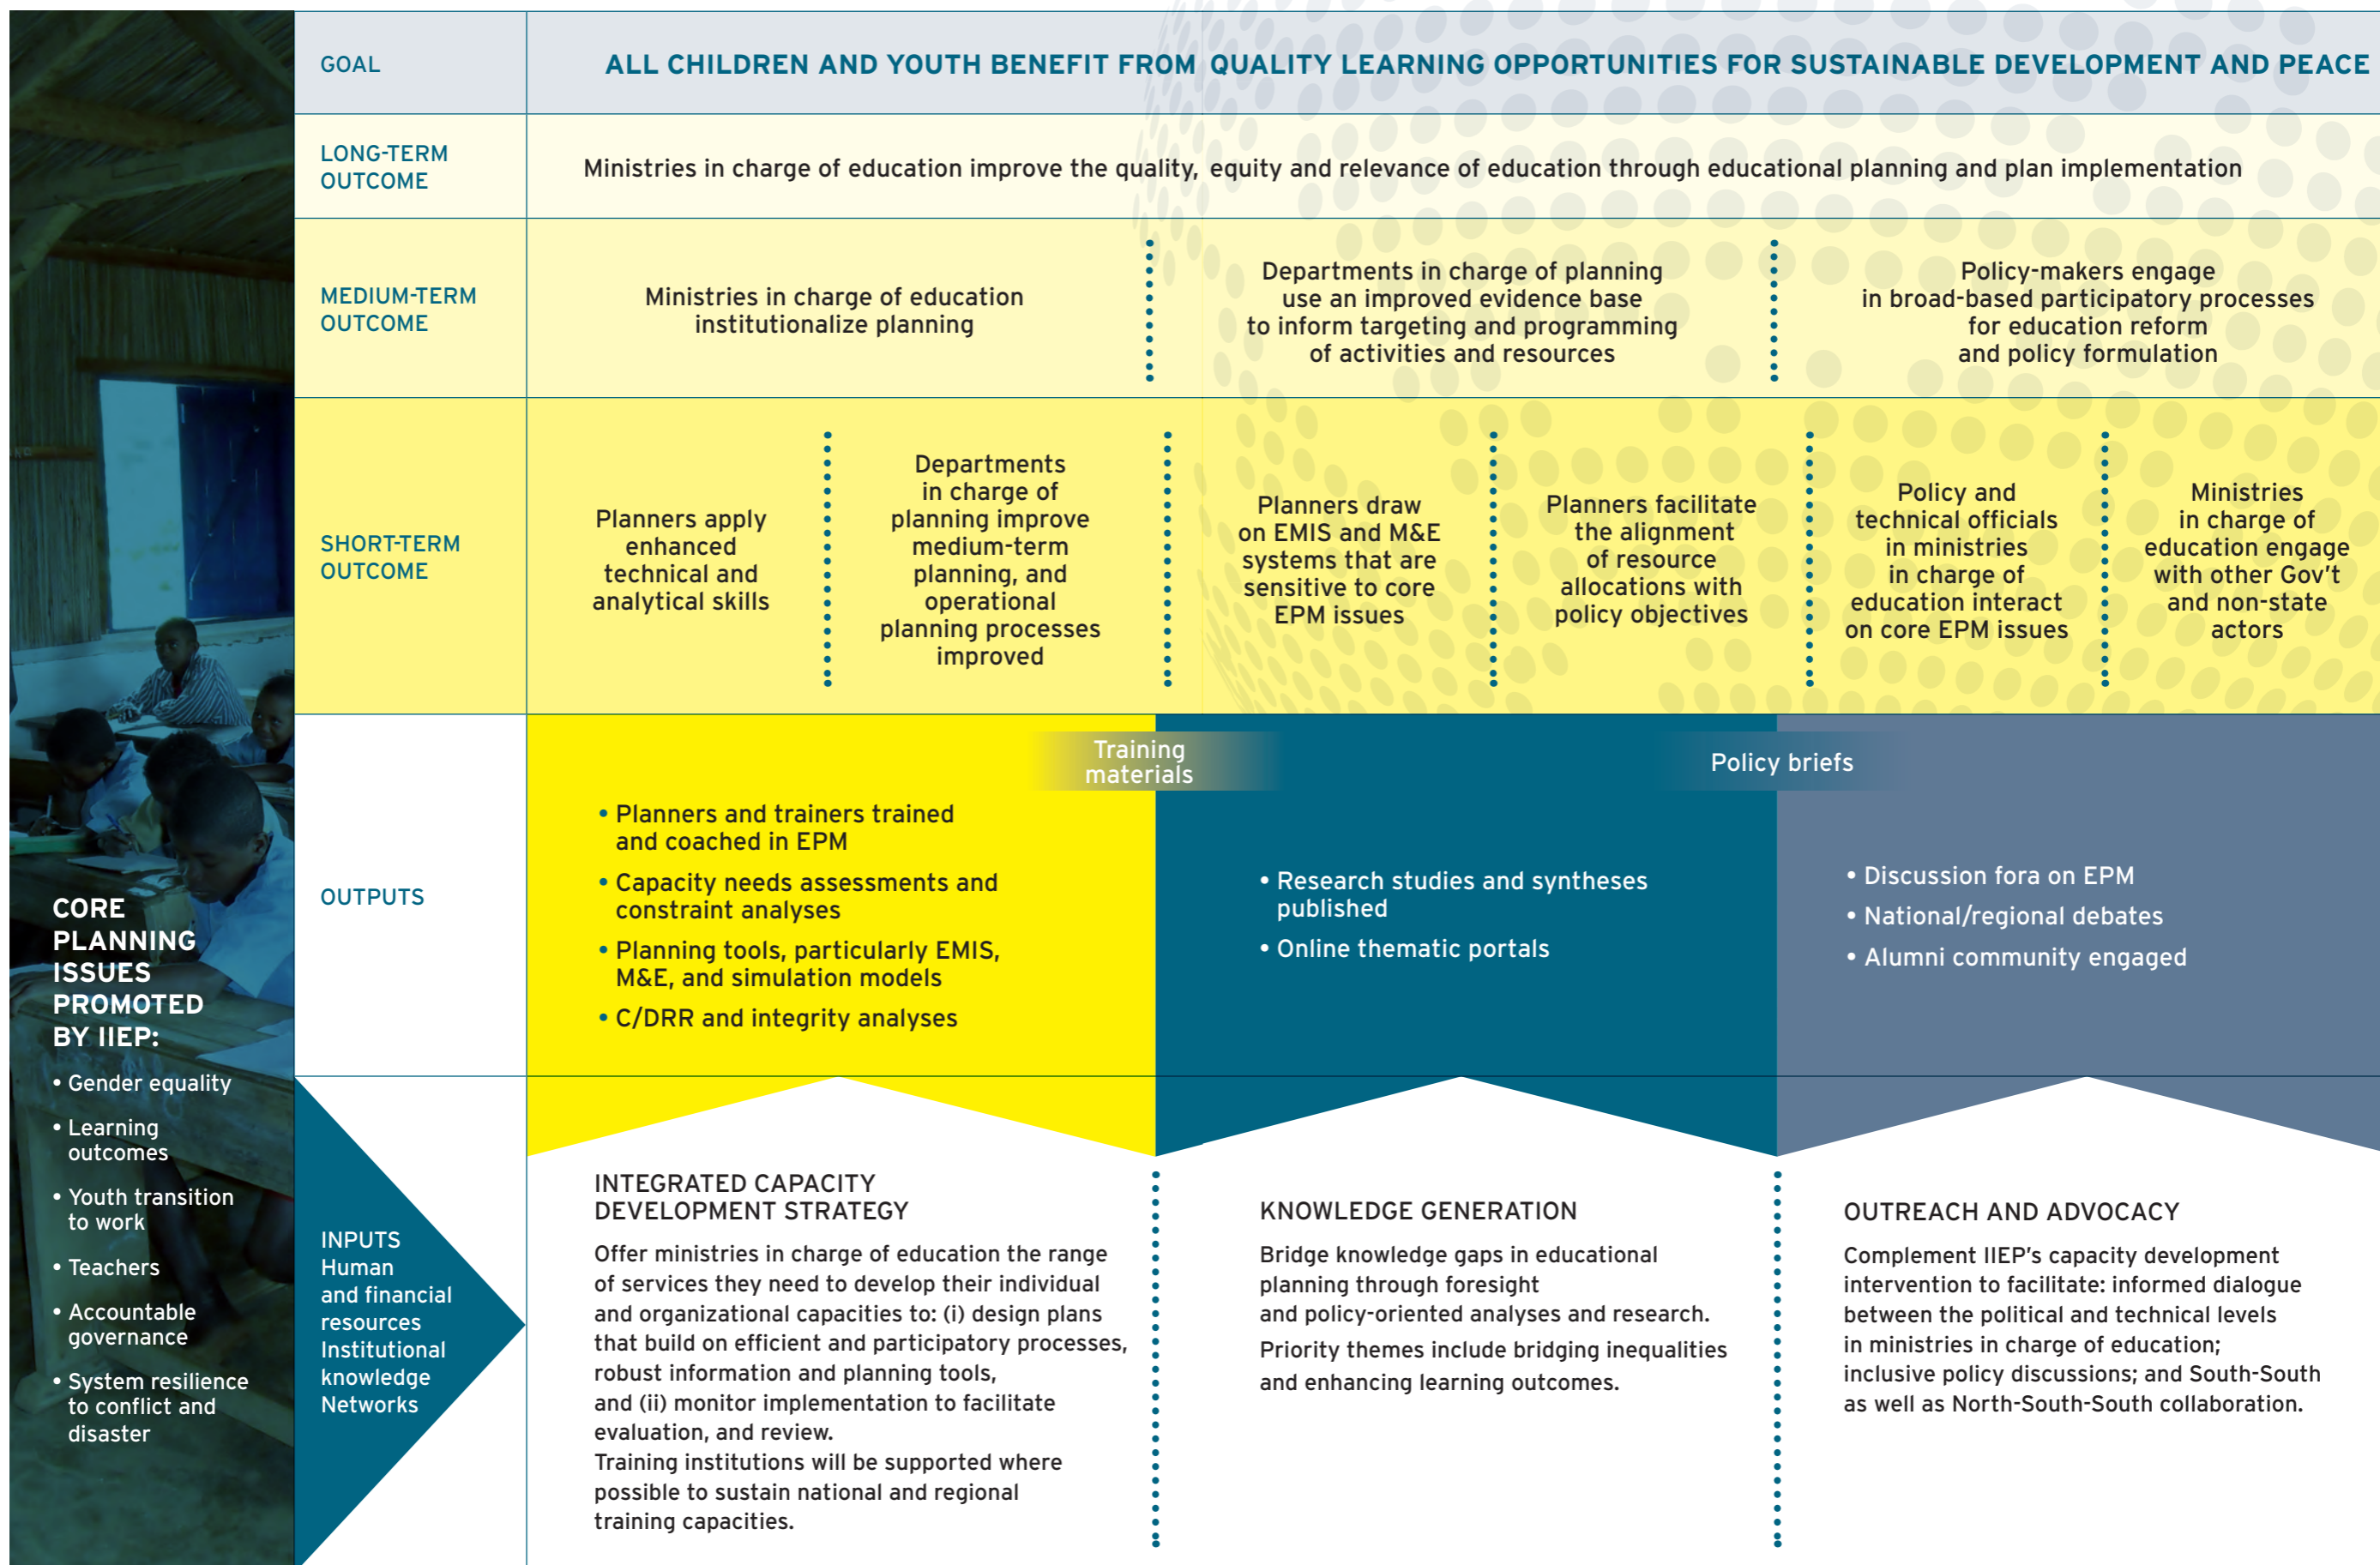 GOAL
ALL CHILDREN AND YOUTH BENEFIT FROM QUALITY LEARNING OPPORTUNITIES FOR SUSTAINABLE DEVELOPMENT AND PEACE
LONG-TERM
OUTCOME
Ministries in charge of education improve the quality, equity and relevance of education through educational planning and plan implementation
MEDIUM-TERM
OUTCOME
Ministries in charge of education
institutionalize planning
Departments in charge of planning
use an improved evidence base
to inform targeting and programming
of activities and resources
Policy-makers engage
in broad-based participatory processes
for education reform
and policy formulation
SHORT-TERM
OUTCOME
Planners apply
enhanced
technical and
analytical skills
Departments
in charge of
planning improve
medium-term
planning, and
operational
planning processes
improved
Planners draw
on EMIS and M&E
systems that are
sensitive to core
EPM issues
Planners facilitate
the alignment
of resource
allocations with
policy objectives
Policy and
technical officials
in ministries
in charge of
education interact
on core EPM issues
Ministries
in charge of
education engage
with other Gov't
and non-state
actors
OUTPUTS
Training
materials
Policy briefs
• Planners and trainers trained
and coached in EPM
• Capacity needs assessments and
constraint analyses
• Planning tools, particularly EMIS,
M&E, and simulation models
• C/DRR and integrity analyses
• Research studies and syntheses
published
• Online thematic portals
• Discussion fora on EPM
• National/regional debates
• Alumni community engaged
CORE
PLANNING
ISSUES
PROMOTED
BY IIEP:
• Gender equality
• Learning
outcomes
• Youth transition
to work
• Teachers
• Accountable
governance
• System resilience
to conflict and
disaster
INPUTS
Human
and financial
resources
Institutional
knowledge
Networks
INTEGRATED CAPACITY
DEVELOPMENT STRATEGY
Offer ministries in charge of education the range
of services they need to develop their individual
and organizational capacities to: (i) design plans
that build on efficient and participatory processes,
robust information and planning tools,
and (ii) monitor implementation to facilitate
evaluation, and review.
Training institutions will be supported where
possible to sustain national and regional
training capacities.
KNOWLEDGE GENERATION
Bridge knowledge gaps in educational
planning through foresight
and policy-oriented analyses and research.
Priority themes include bridging inequalities
and enhancing learning outcomes.
OUTREACH AND ADVOCACY
Complement IIEP's capacity development
intervention to facilitate: informed dialogue
between the political and technical levels
in ministries in charge of education;
inclusive policy discussions; and South-South
as well as North-South-South collaboration.